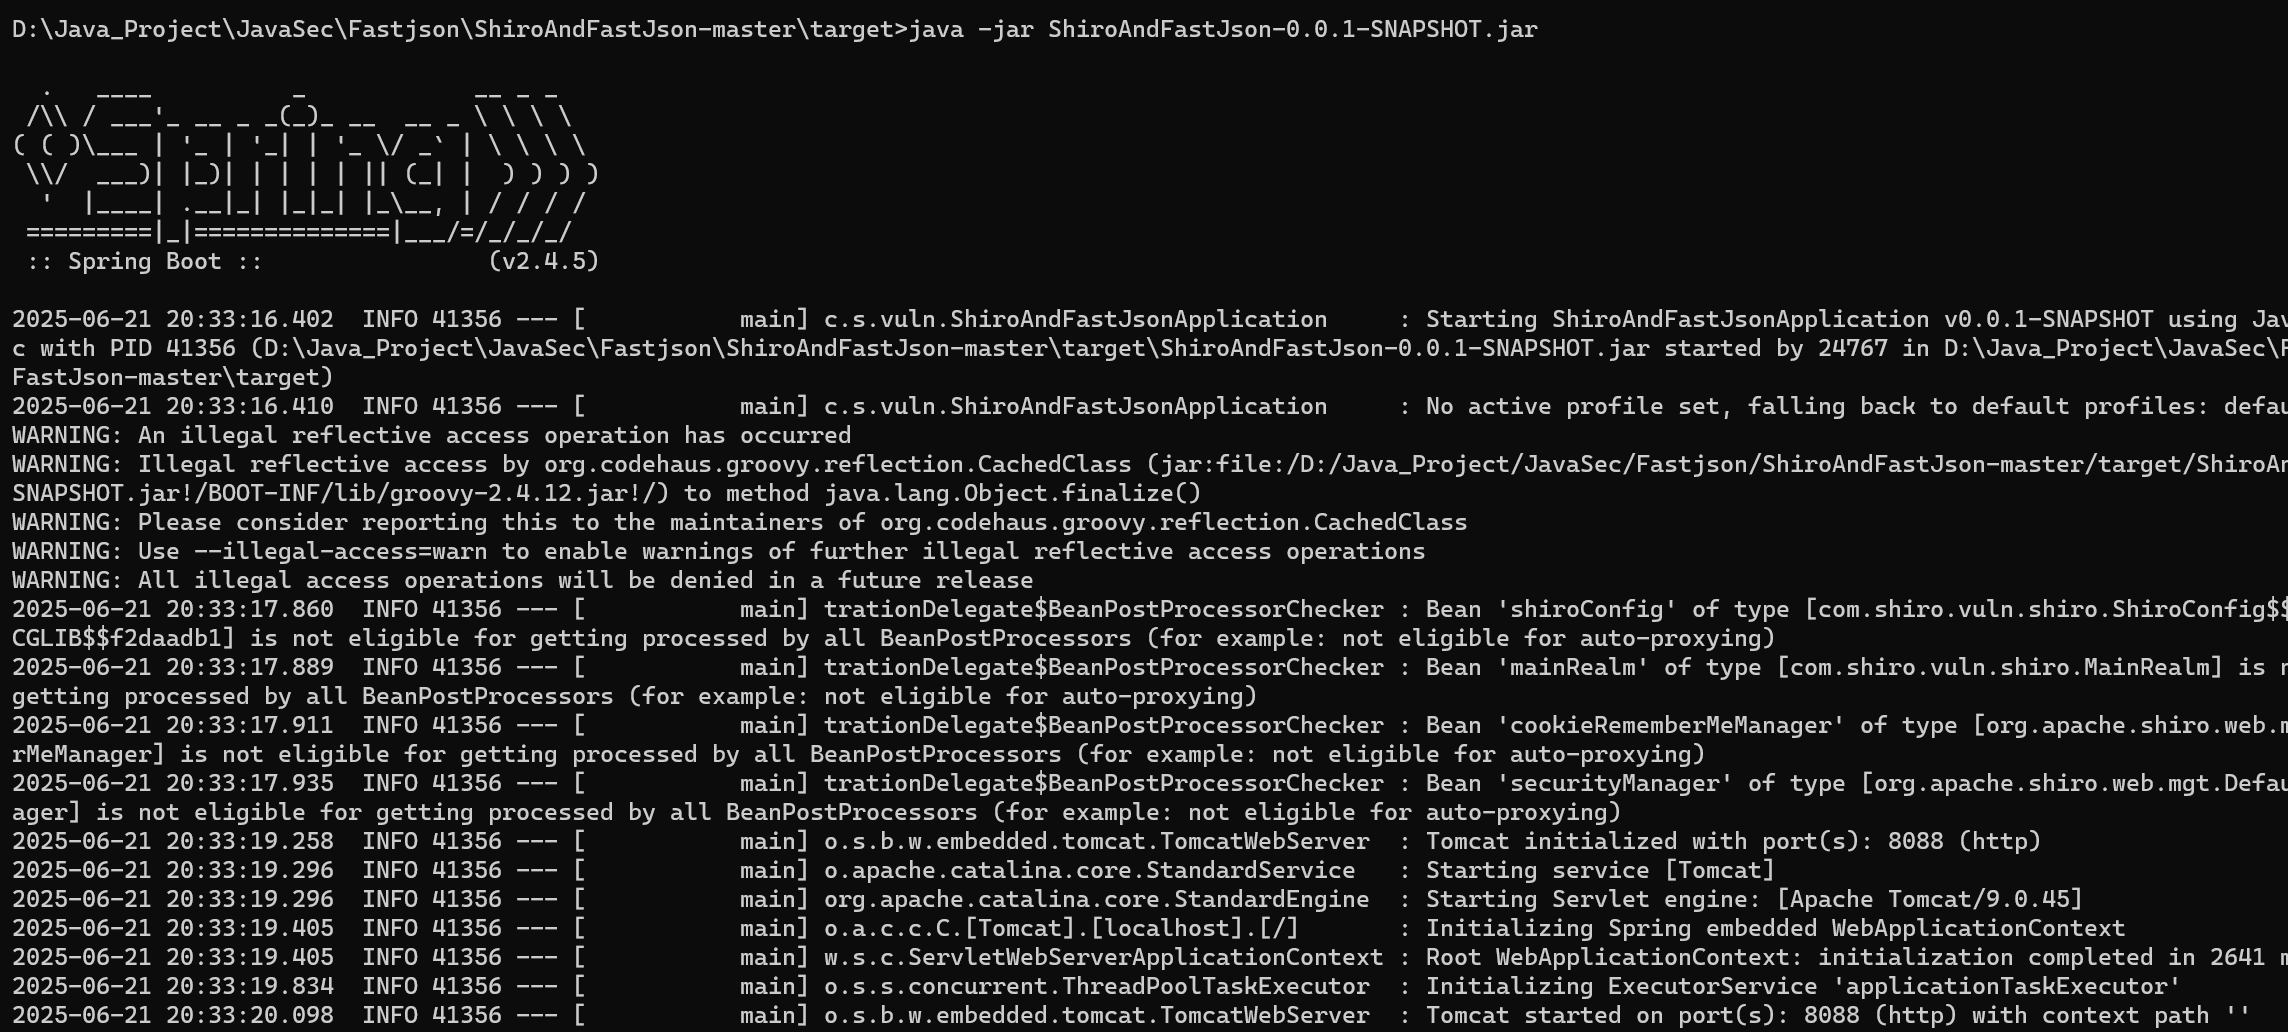 D:\Java_Project\JavaSec\Fastjson\ShiroAndFastJson-master\target>java -jar ShiroAndFastJson-0.0.1-SNAPSHOT.jar
  .   ____          _            __ _ _
 /\\ / ___'_ __ _ _(_)_ __  __ _ \ \ \ \
( ( )\___ | '_ | '_| | '_ \/ _` | \ \ \ \
 \\/  ___)| |_)| | | | | || (_| |  ) ) ) )
  '  |____| .__|_| |_|_| |_\__, | / / / /
 =========|_|==============|___/=/_/_/_/
 :: Spring Boot ::                (v2.4.5)
2025-06-21 20:33:16.402  INFO 41356 --- [           main] c.s.vuln.ShiroAndFastJsonApplication     : Starting ShiroAndFastJsonApplication v0.0.1-SNAPSHOT using Jav
c with PID 41356 (D:\Java_Project\JavaSec\Fastjson\ShiroAndFastJson-master\target\ShiroAndFastJson-0.0.1-SNAPSHOT.jar started by 24767 in D:\Java_Project\JavaSec\F
FastJson-master\target)
2025-06-21 20:33:16.410  INFO 41356 --- [           main] c.s.vuln.ShiroAndFastJsonApplication     : No active profile set, falling back to default profiles: defau
WARNING: An illegal reflective access operation has occurred
WARNING: Illegal reflective access by org.codehaus.groovy.reflection.CachedClass (jar:file:/D:/Java_Project/JavaSec/Fastjson/ShiroAndFastJson-master/target/ShiroAn
SNAPSHOT.jar!/BOOT-INF/lib/groovy-2.4.12.jar!/) to method java.lang.Object.finalize()
WARNING: Please consider reporting this to the maintainers of org.codehaus.groovy.reflection.CachedClass
WARNING: Use --illegal-access=warn to enable warnings of further illegal reflective access operations
WARNING: All illegal access operations will be denied in a future release
2025-06-21 20:33:17.860  INFO 41356 --- [           main] trationDelegate$BeanPostProcessorChecker : Bean 'shiroConfig' of type [com.shiro.vuln.shiro.ShiroConfig$$
CGLIB$$f2daadb1] is not eligible for getting processed by all BeanPostProcessors (for example: not eligible for auto-proxying)
2025-06-21 20:33:17.889  INFO 41356 --- [           main] trationDelegate$BeanPostProcessorChecker : Bean 'mainRealm' of type [com.shiro.vuln.shiro.MainRealm] is n
getting processed by all BeanPostProcessors (for example: not eligible for auto-proxying)
2025-06-21 20:33:17.911  INFO 41356 --- [           main] trationDelegate$BeanPostProcessorChecker : Bean 'cookieRememberMeManager' of type [org.apache.shiro.web.m
rMeManager] is not eligible for getting processed by all BeanPostProcessors (for example: not eligible for auto-proxying)
2025-06-21 20:33:17.935  INFO 41356 --- [           main] trationDelegate$BeanPostProcessorChecker : Bean 'securityManager' of type [org.apache.shiro.web.mgt.Defau
ager] is not eligible for getting processed by all BeanPostProcessors (for example: not eligible for auto-proxying)
2025-06-21 20:33:19.258  INFO 41356 --- [           main] o.s.b.w.embedded.tomcat.TomcatWebServer  : Tomcat initialized with port(s): 8088 (http)
2025-06-21 20:33:19.296  INFO 41356 --- [           main] o.apache.catalina.core.StandardService   : Starting service [Tomcat]
2025-06-21 20:33:19.296  INFO 41356 --- [           main] org.apache.catalina.core.StandardEngine  : Starting Servlet engine: [Apache Tomcat/9.0.45]
2025-06-21 20:33:19.405  INFO 41356 --- [           main] o.a.c.c.C.[Tomcat].[localhost].[/]       : Initializing Spring embedded WebApplicationContext
2025-06-21 20:33:19.405  INFO 41356 --- [           main] w.s.c.ServletWebServerApplicationContext : Root WebApplicationContext: initialization completed in 2641 m
2025-06-21 20:33:19.834  INFO 41356 --- [           main] o.s.s.concurrent.ThreadPoolTaskExecutor  : Initializing ExecutorService 'applicationTaskExecutor'
2025-06-21 20:33:20.098  INFO 41356 --- [           main] o.s.b.w.embedded.tomcat.TomcatWebServer  : Tomcat started on port(s): 8088 (http) with context path ''